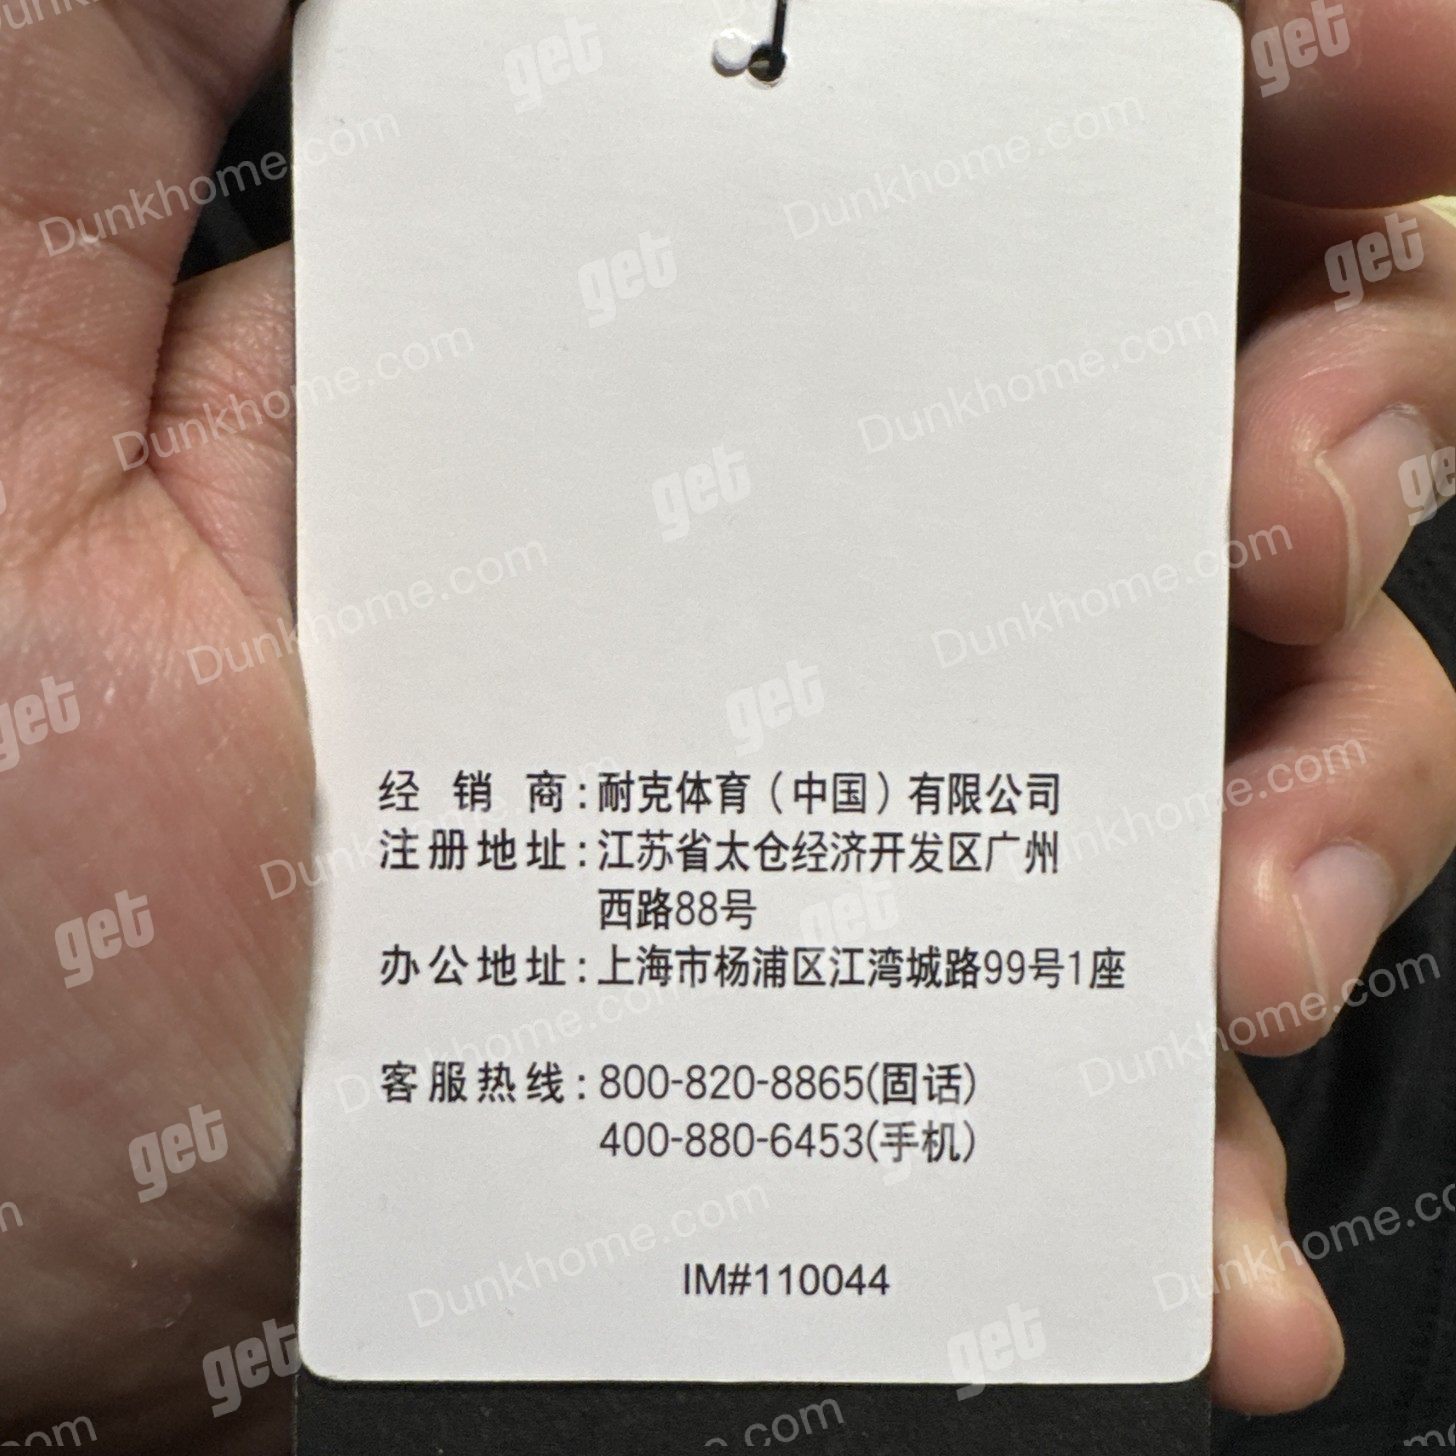 经销商:耐克体育(中国)有限公司
注册地址:江苏省太仓经济开发区广州
西路88号
办公地址:上海市杨浦区江湾城路99号1座
客服热线:800-820-8865(固话)
400-880-6453(手机)
IM#110044
get
Dunkhome.com